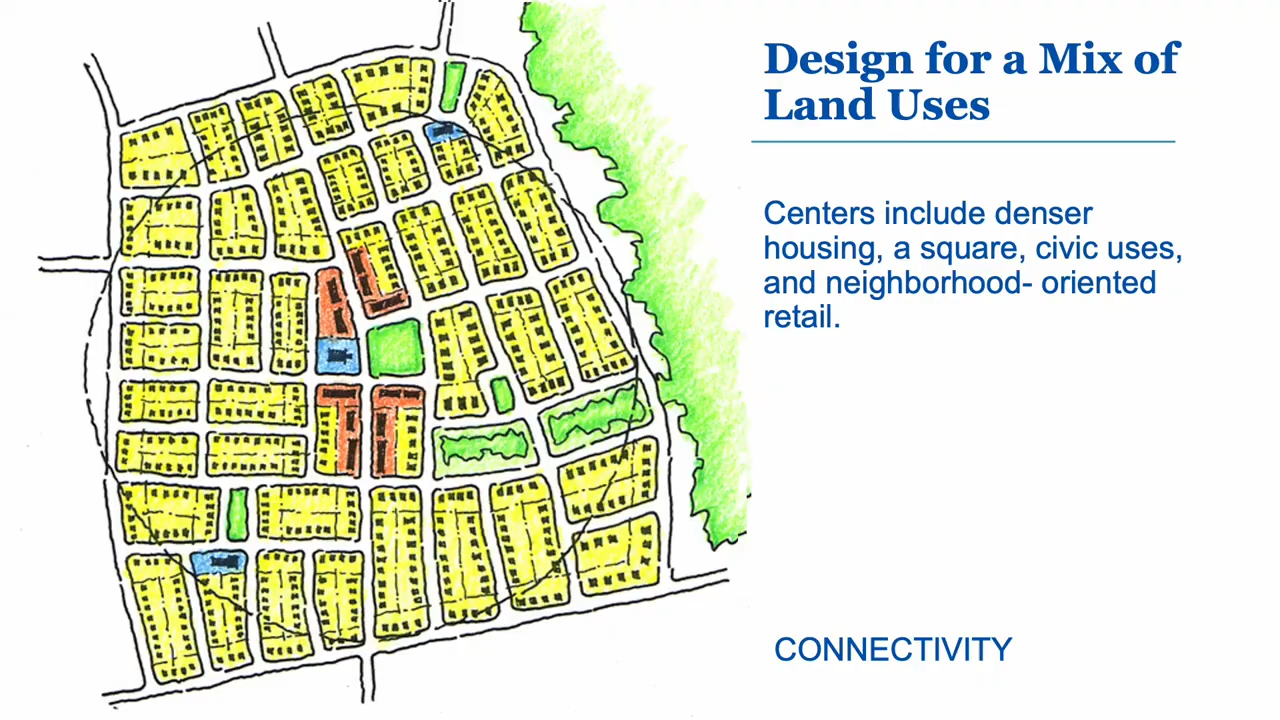 Design for a Mix of
Land Uses
Centers include denser
housing, a square, civic uses,
and neighborhood- oriented
retail.
CONNECTIVITY